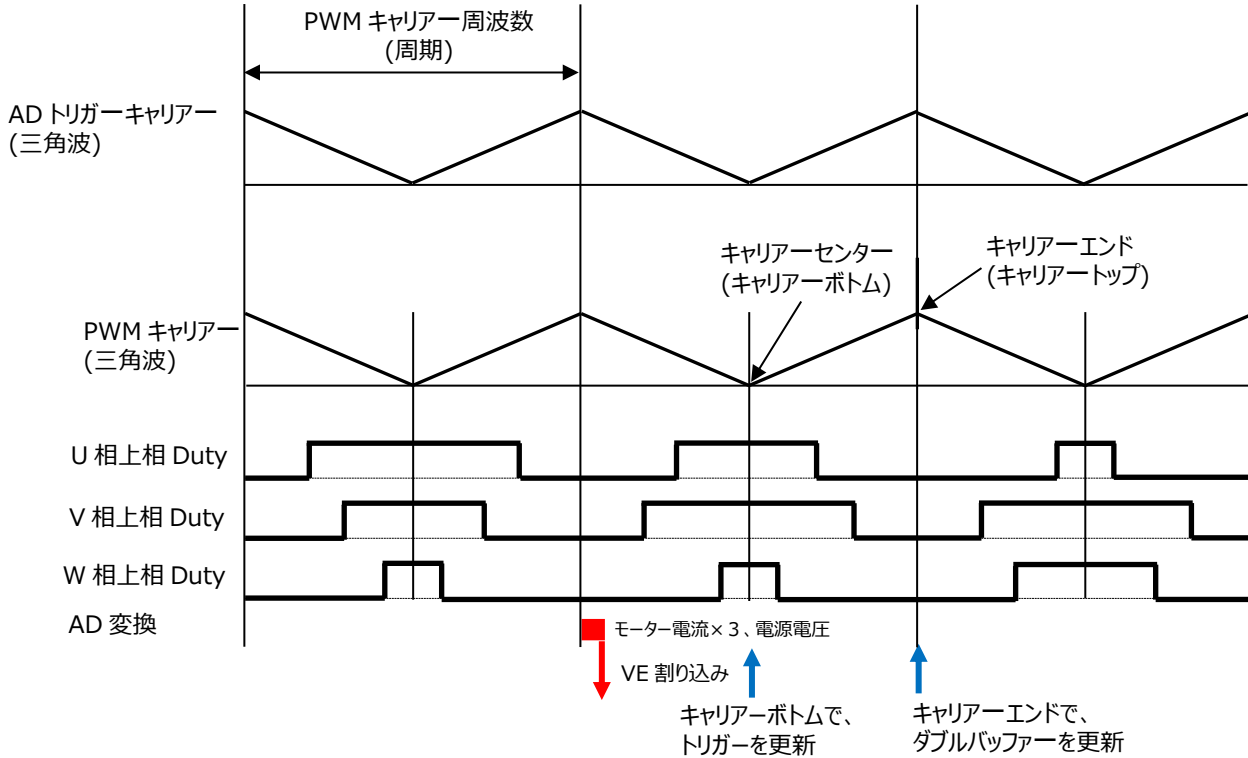 PWM キャリアー周波数
(周期)
AD トリガーキャリアー
(三角波)
キャリアーセンター
(キャリアーボトム)
キャリアーエンド
(キャリアートップ)
PWM キャリアー
(三角波)
U 相上相 Duty
V 相上相 Duty
W 相上相 Duty
AD 変換
モーター電流×３、電源電圧
VE 割り込み
キャリアーボトムで、
トリガーを更新
キャリアーエンドで、
ダブルバッファーを更新